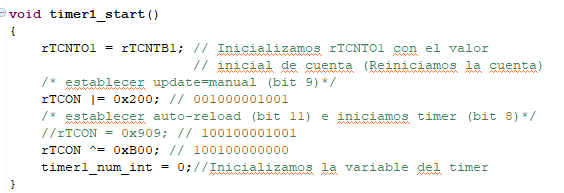 void timer1_start()
{
rTCNTO1 = rTCNTB1; // Inicializamos rTCNTO1 con el valor
// inicial de cuenta (Reiniciamos la cuenta)
/* establecer update=manual (bit 9)*/
rTCON |= 0x200; // 001000001001
/* establecer auto-reload (bit 11) e iniciamos timer (bit 8)*/
//rTCON = 0x909; // 100100001001
rTCON ^= 0xB00; // 100100000000
timer1_num_int = 0;//Inicializamos la variable del timer
}